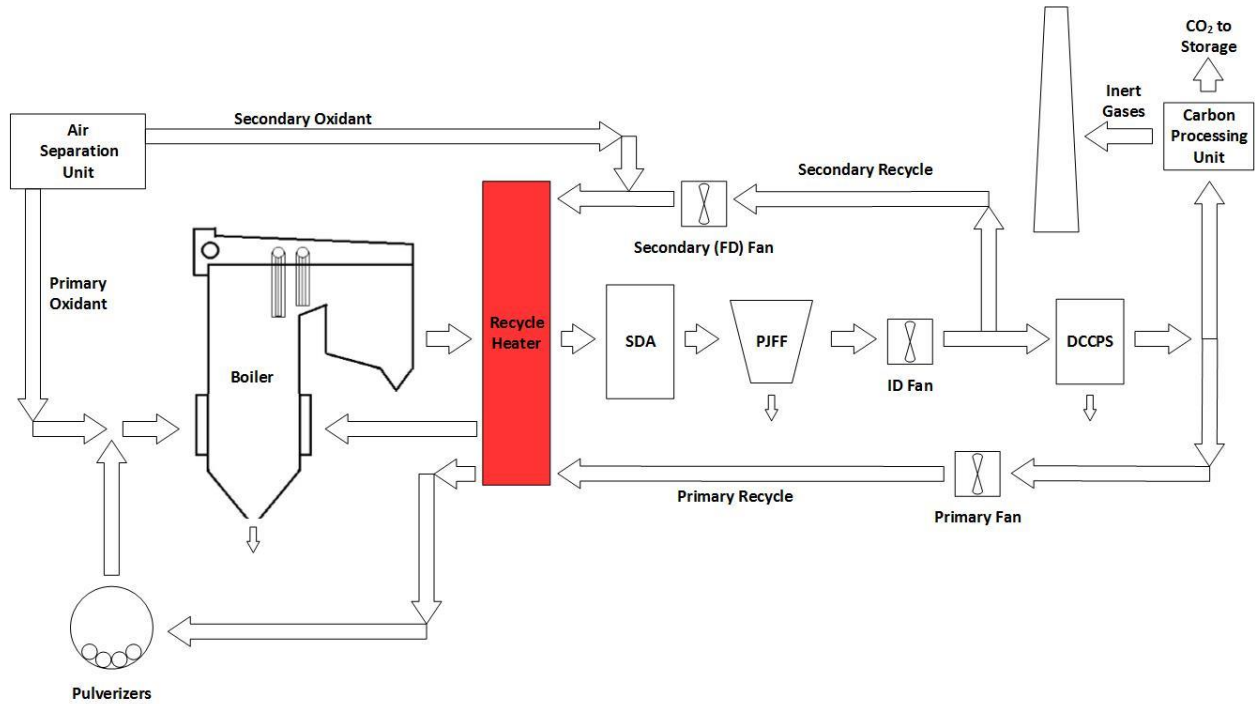 CO₂ to
Storage
Inert
Gases
Carbon
Processing
Unit
Secondary Oxidant
Air
Separation
Unit
Secondary Recycle
Secondary (FD) Fan
Primary
Oxidant
Recycle
Heater
SDA
PJFF
DCCPS
Boiler
ID Fan
Primary Recycle
Primary Fan
Pulverizers